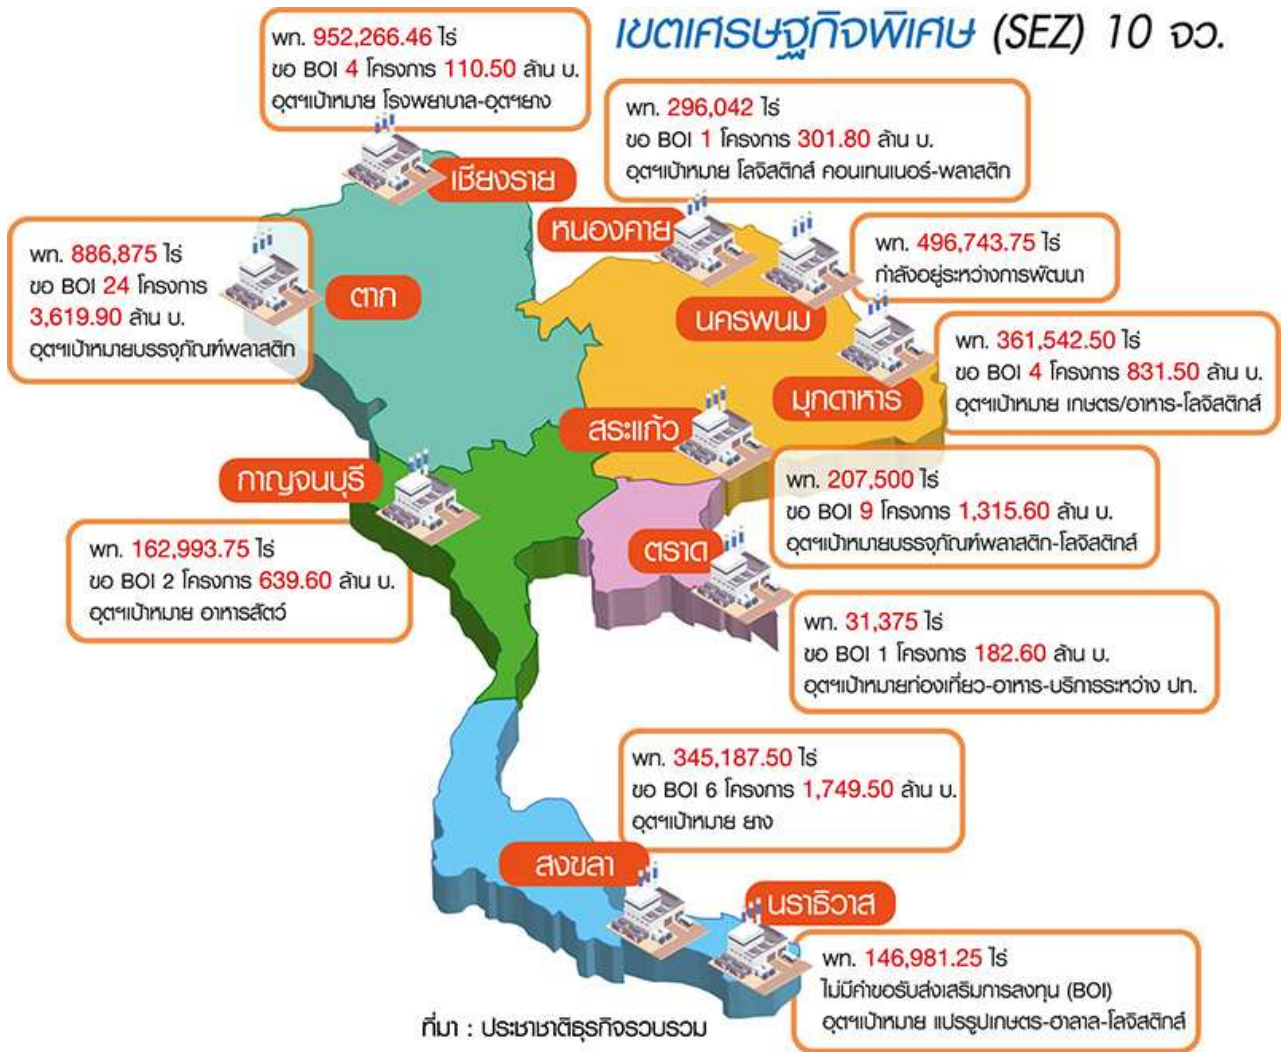 เขตเศรษฐกิจพิเศษ (SEZ) 10 จว.
พท. 952,266.46 ไร่
ขอ BOI 4 โครงการ 110.50 ล้าน บ.
อุตฯเป้าหมาย โรงพยาบาล-อุตฯยาง
เชียงราย
พท. 296,042 ไร่
ขอ BOI 1 โครงการ 301.80 ล้าน บ.
อุตฯเป้าหมาย โลจิสติกส์ คอนเทนเนอร์-พลาสติก
หนองคาย
พท. 886,875 ไร่
ขอ BOI 24 โครงการ
3,619.90 ล้าน บ.
อุตฯเป้าหมายบรรจุภัณฑ์พลาสติก
ตาก
พท. 496,743.75 ไร่
กำลังอยู่ระหว่างการพัฒนา
นครพนม
พท. 361,542.50 ไร่
ขอ BOI 4 โครงการ 831.50 ล้าน บ.
อุตฯเป้าหมาย เกษตร/อาหาร-โลจิสติกส์
มุกดาหาร
สระแก้ว
พท. 207,500 ไร่
ขอ BOI 9 โครงการ 1,315.60 ล้าน บ.
อุตฯเป้าหมายบรรจุภัณฑ์พลาสติก-โลจิสติกส์
กาญจนบุรี
พท. 162,993.75 ไร่
ขอ BOI 2 โครงการ 639.60 ล้าน บ.
อุตฯเป้าหมาย อาหารสัตว์
ตราด
พท. 31,375 ไร่
ขอ BOI 1 โครงการ 182.60 ล้าน บ.
อุตฯเป้าหมายท่องเที่ยว-อาหาร-บริการระหว่าง ปท.
พท. 345,187.50 ไร่
ขอ BOI 6 โครงการ 1,749.50 ล้าน บ.
อุตฯเป้าหมาย ยาง
สงขลา
นราธิวาส
พท. 146,981.25 ไร่
ไม่มีคำขอรับส่งเสริมการลงทุน (BOI)
อุตฯเป้าหมาย แปรรูปเกษตร-ฮาลาล-โลจิสติกส์
ที่มา : ประชาชาติธุรกิจรวบรวม